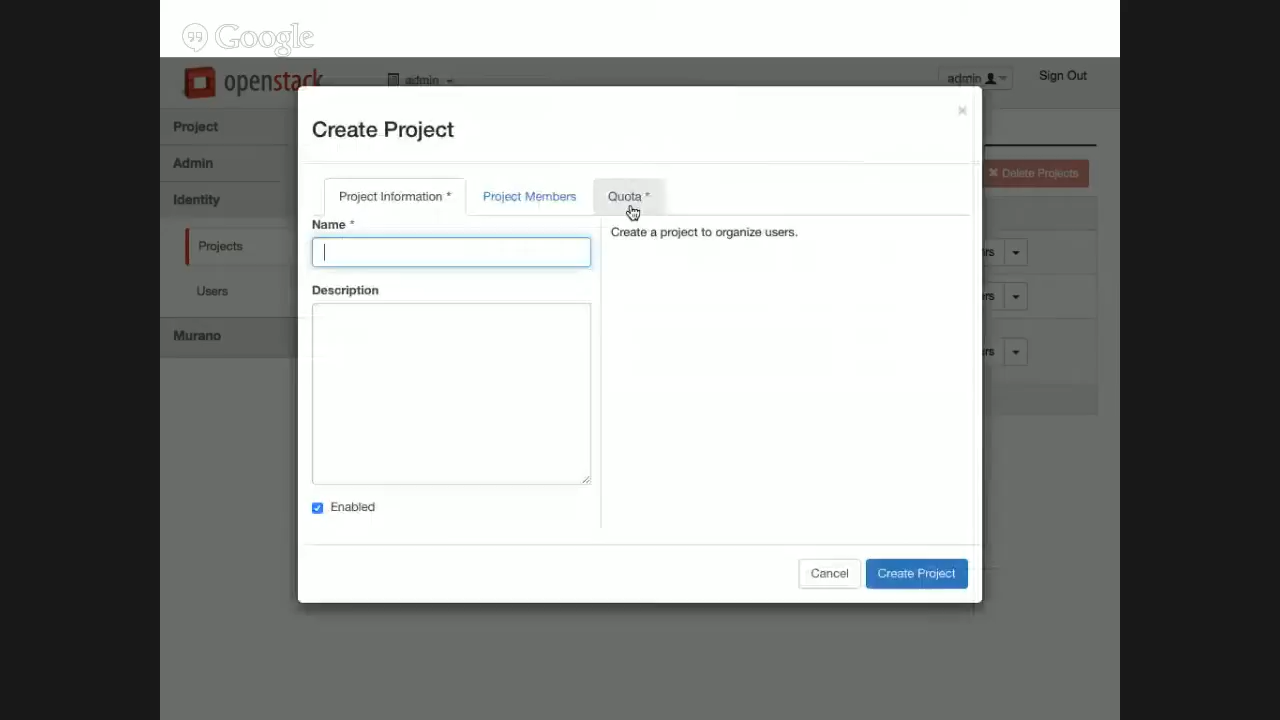 Google
openstack
admin
admin
Sign Out
Project
Admin
Identity
Projects
Users
Murano
Delete Projects
Create Project
Project Information *
Project Members
Quota *
Name *
Create a project to organize users.
Description
Enabled
Cancel
Create Project